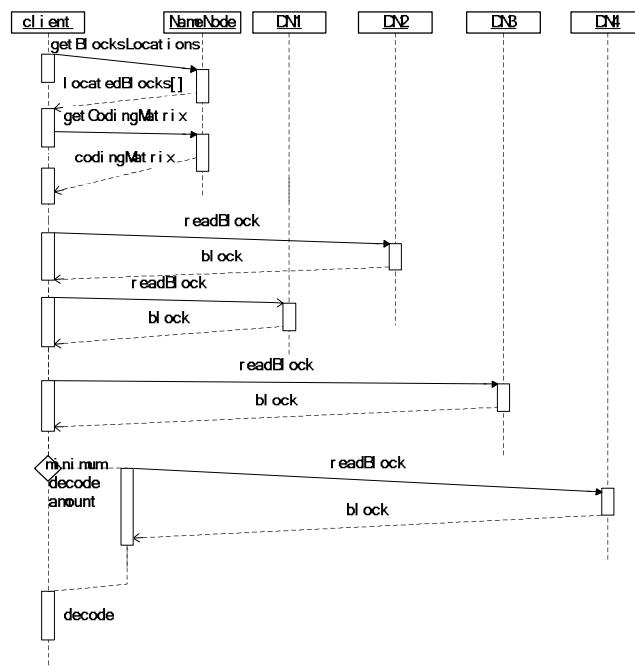 client NameNode DN1 DN2 DN3 DN4
getBlocksLocations
locatedBlocks[]
getCodingMatrix
codingMatrix
readBlock
block
readBlock
block
readBlock
block
minimum
decode
amount
readBlock
block
decode